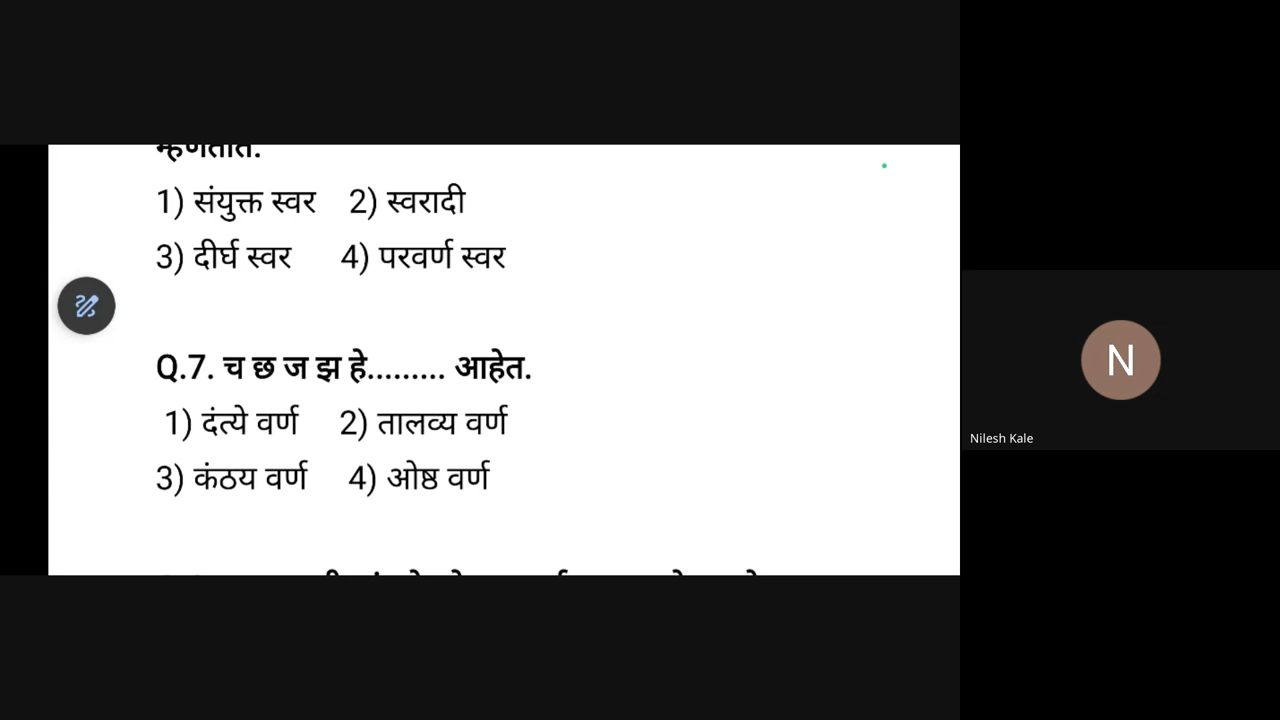 म्हणतात.
1) संयुक्त स्वर 2) स्वरादी
3) दीर्घ स्वर 4) परवर्ण स्वर
Q.7. च छ ज झ हे......... आहेत.
1) दंत्ये वर्ण 2) तालव्य वर्ण
3) कंठय वर्ण 4) ओष्ठ वर्ण
N
Nilesh Kale